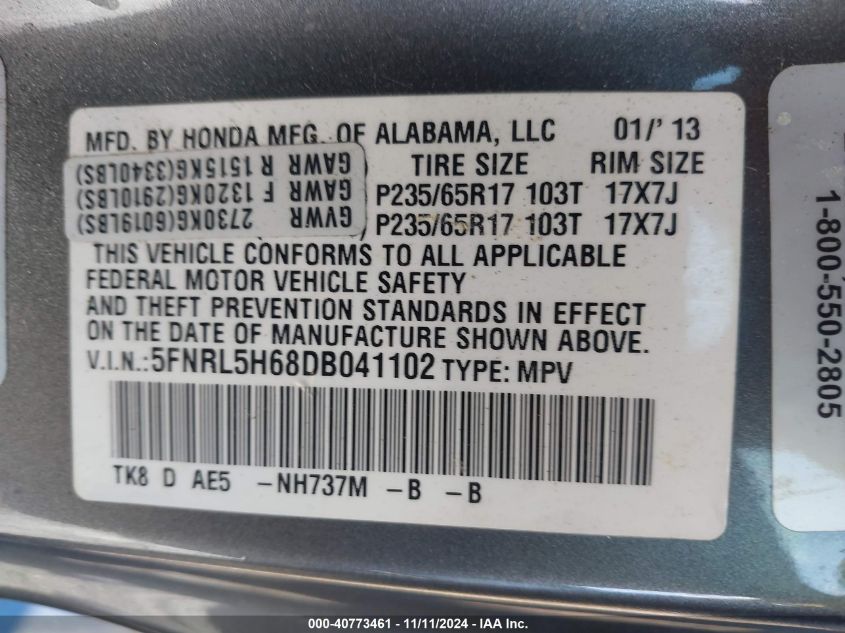 MFD. BY HONDA MFG. OF ALABAMA, LLC 01/'13
GVWR 2730KG(6019LBS)
GAWR F 1320KG(2910LBS)
GAWR R 1515KG(3340LBS)
TIRE SIZE RIM SIZE
P235/65R17 103T 17X7J
P235/65R17 103T 17X7J
THIS VEHICLE CONFORMS TO ALL APPLICABLE
FEDERAL MOTOR VEHICLE SAFETY
AND THEFT PREVENTION STANDARDS IN EFFECT
ON THE DATE OF MANUFACTURE SHOWN ABOVE.
V.I.N.:5FNRL5H68DB041102 TYPE: MPV
TK8 D AE5 -NH737M -B -B
1-800-550-2805
000-40773461 - 11/11/2024 - IAAI Inc.